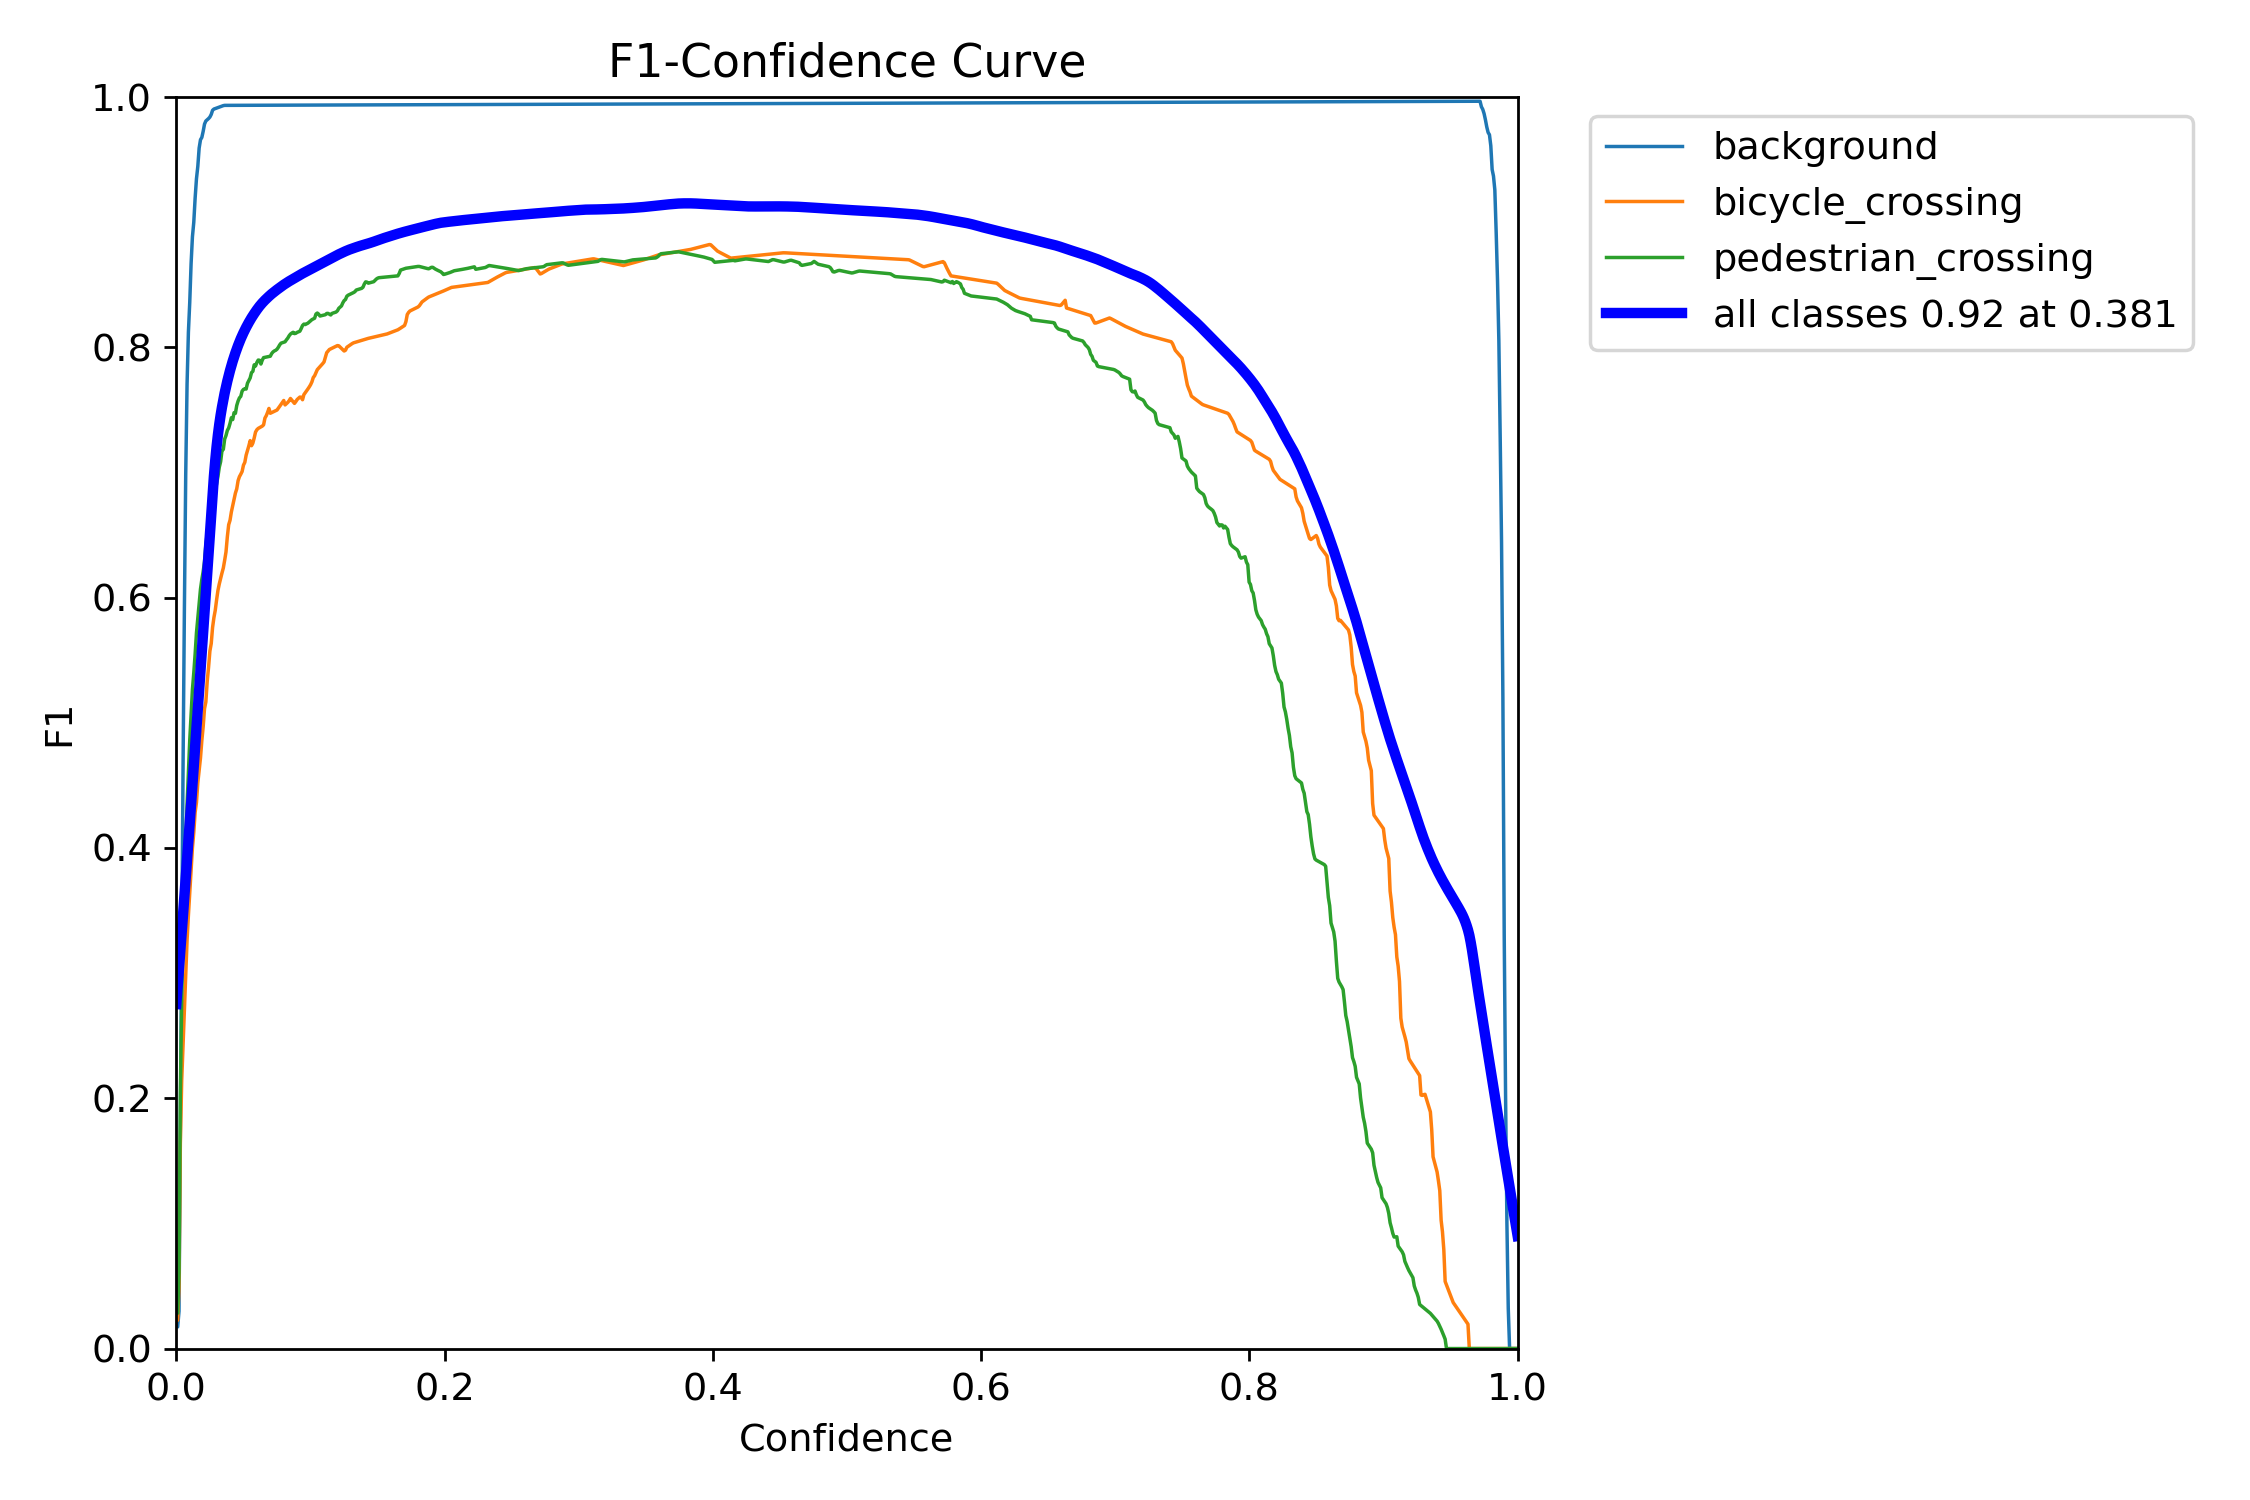 F1-Confidence Curve
1.0
0.8
0.6
0.4
0.2
0.0
F1
0.0 0.2 0.4 0.6 0.8 1.0
Confidence
background
bicycle_crossing
pedestrian_crossing
all classes 0.92 at 0.381